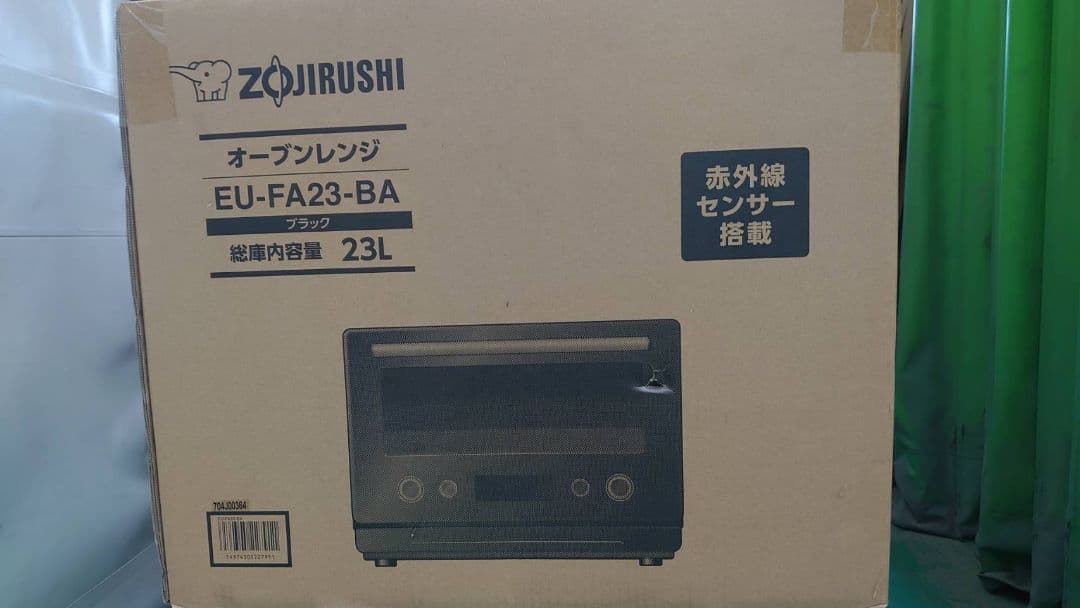 ZOJIRUSHI
オーブンレンジ
EU-FA23-BA
ブラック
総庫内容量 23L
赤外線
センサー
搭載
704J00364